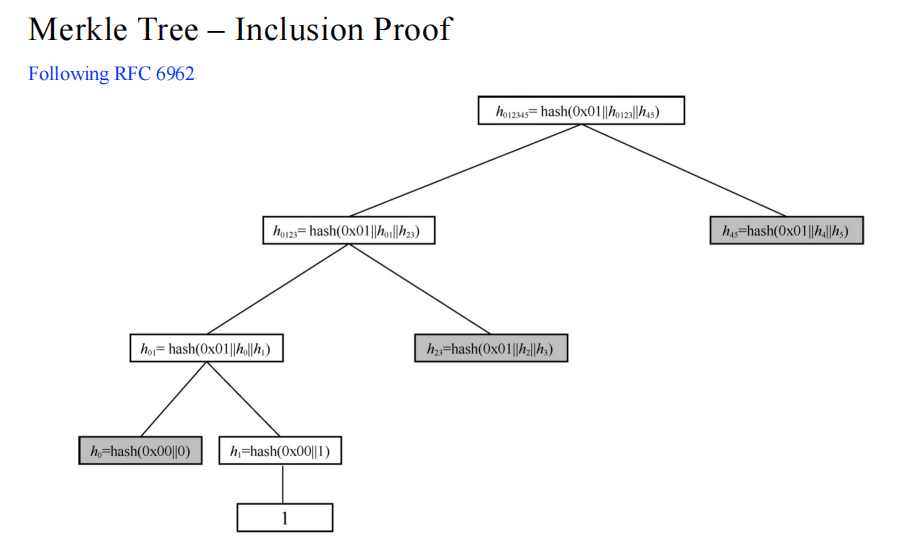 Merkle Tree – Inclusion Proof
Following RFC 6962
h₀₁₂₃₄₅= hash(0x01||h₀₁₂₃||h₄₅)
h₀₁₂₃= hash(0x01||h₀₁||h₂₃)
h₄₅=hash(0x01||h₄||h₅)
h₀₁= hash(0x01||h₀||h₁)
h₂₃=hash(0x01||h₂||h₃)
h₀=hash(0x00||0)
h₁=hash(0x00||1)
1